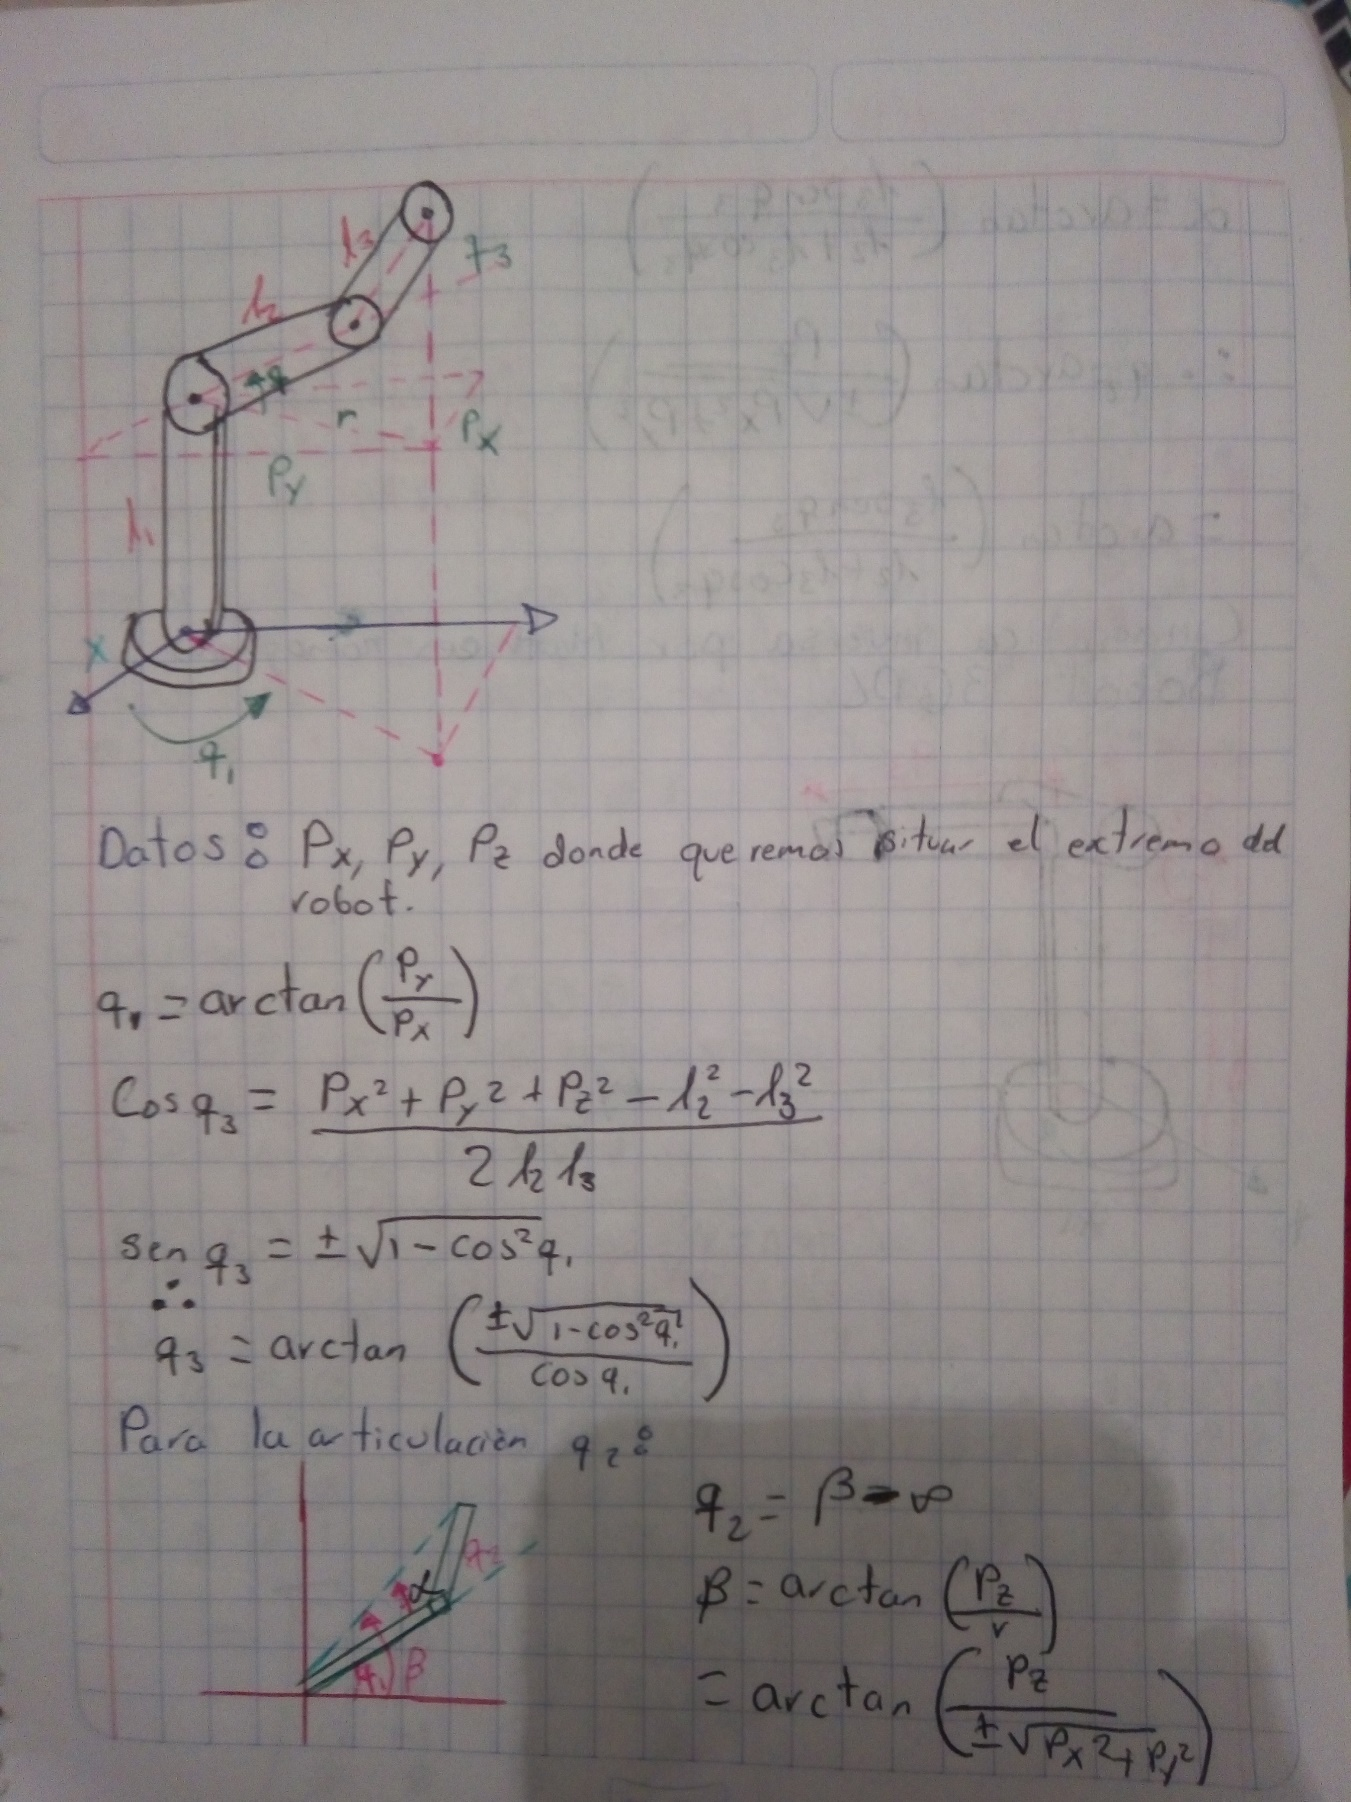 l3
q3
l2
q2
r
Px
Py
l1
x
q1
Datos: Px, Py, Pz donde queremos situar el extremo del
robot.
q1 = arctan (Py/Px)
Cos q3 = (Px² + Py² + Pz² − l2² − l3²) / (2 l2 l3)
sen q3 = ± √(1 − cos² q1)
∴
q3 = arctan (± √(1 − cos² q1) / cos q1)
Para la articulación q2:
q2 = β − ∞
α
β
β = arctan (Pz/r)
= arctan (Pz / ± √(Px² + Py²))